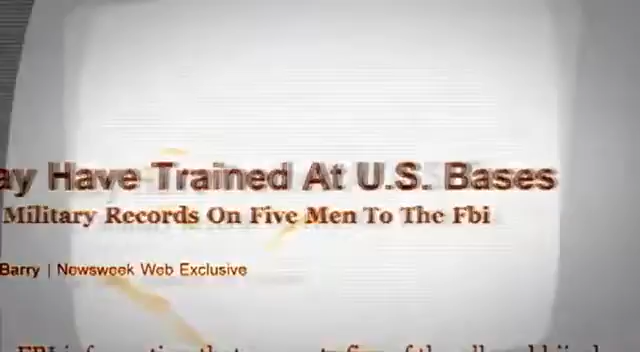 ay Have Trained At U.S. Bases
Military Records On Five Men To The Fbi
Barry | Newsweek Web Exclusive